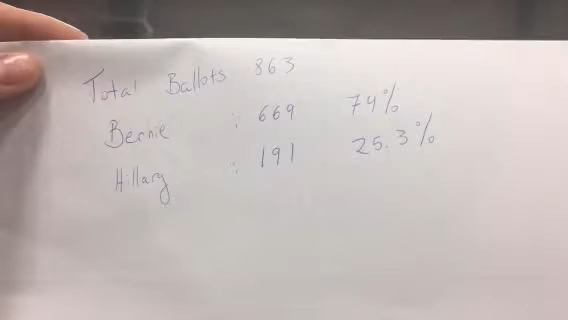 Total Ballots 863
Bernie : 669 74%
Hillary : 191 25.3%